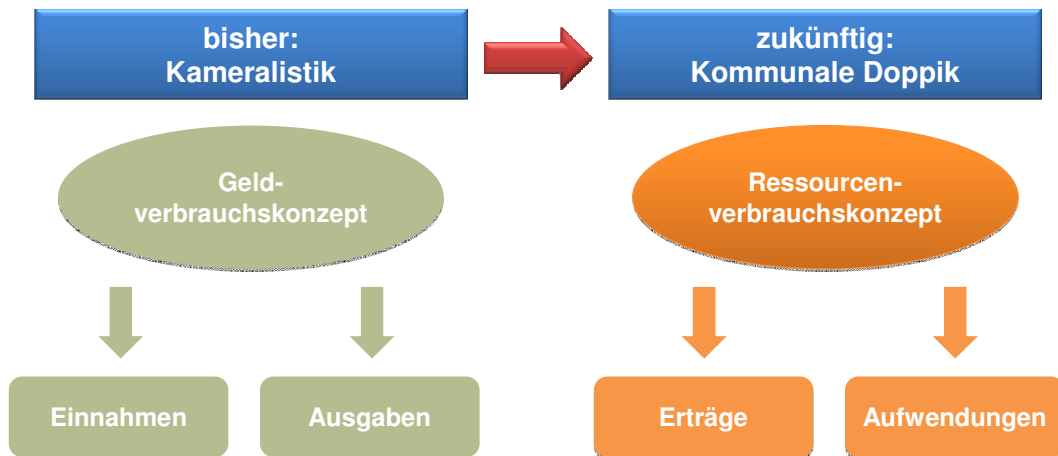 bisher:
Kameralistik
zukünftig:
Kommunale Doppik
Geld-
verbrauchskonzept
Ressourcen-
verbrauchskonzept
Einnahmen
Ausgaben
Erträge
Aufwendungen